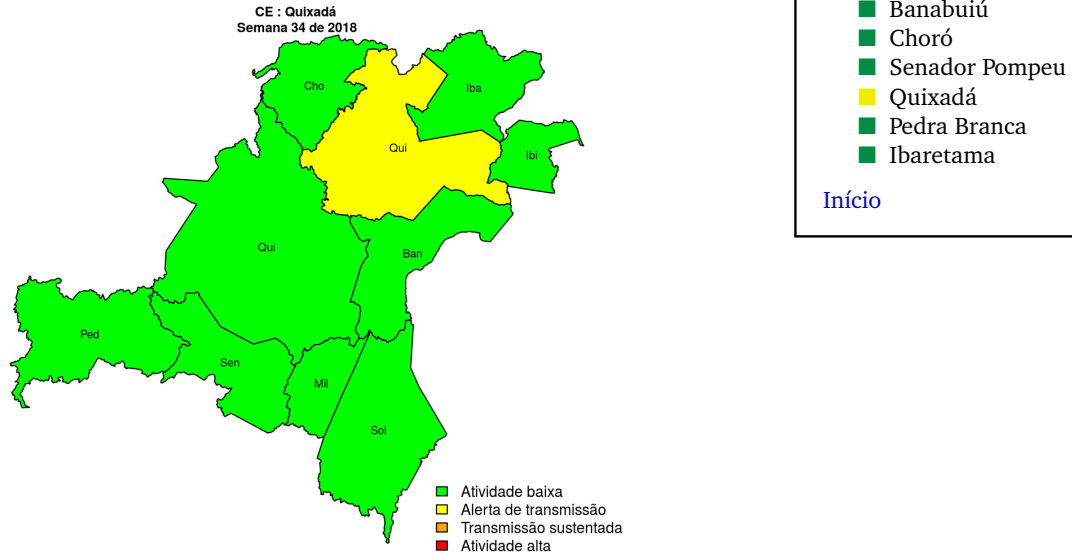 CE : Quixadá
Semana 34 de 2018
Cho
Iba
Qui
Ibi
Qui
Ban
Ped
Sen
Mil
Sol
Atividade baixa
Alerta de transmissão
Transmissão sustentada
Atividade alta
Banabuiú
Choró
Senador Pompeu
Quixadá
Pedra Branca
Ibaretama
Início